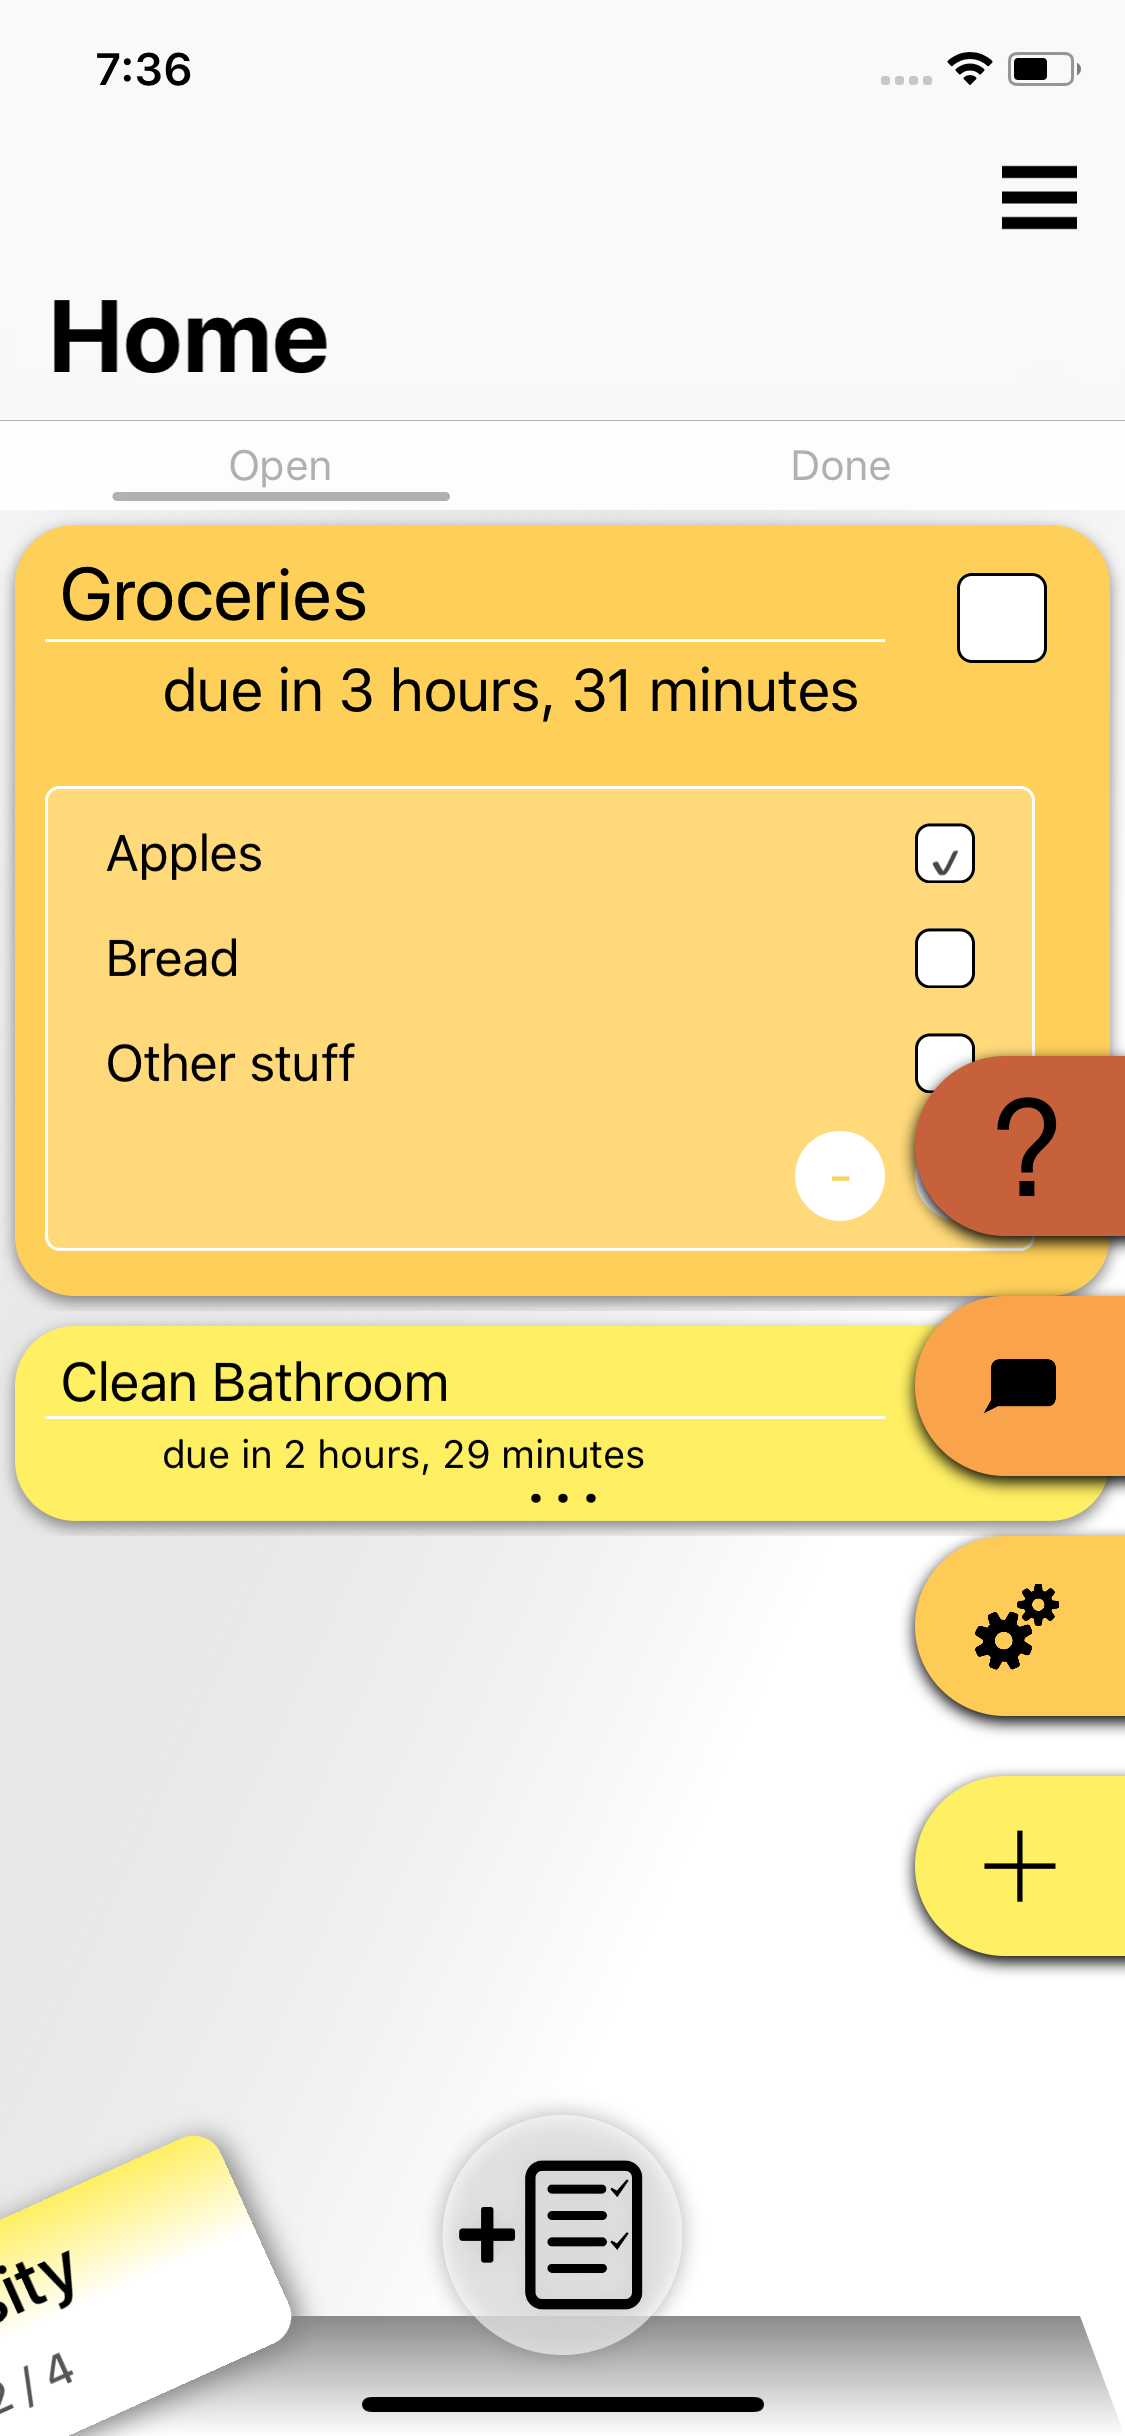 7:36
Home
Open
Done
Groceries
due in 3 hours, 31 minutes
Apples
Bread
Other stuff
-
?
Clean Bathroom
due in 2 hours, 29 minutes
...
sity
2 / 4